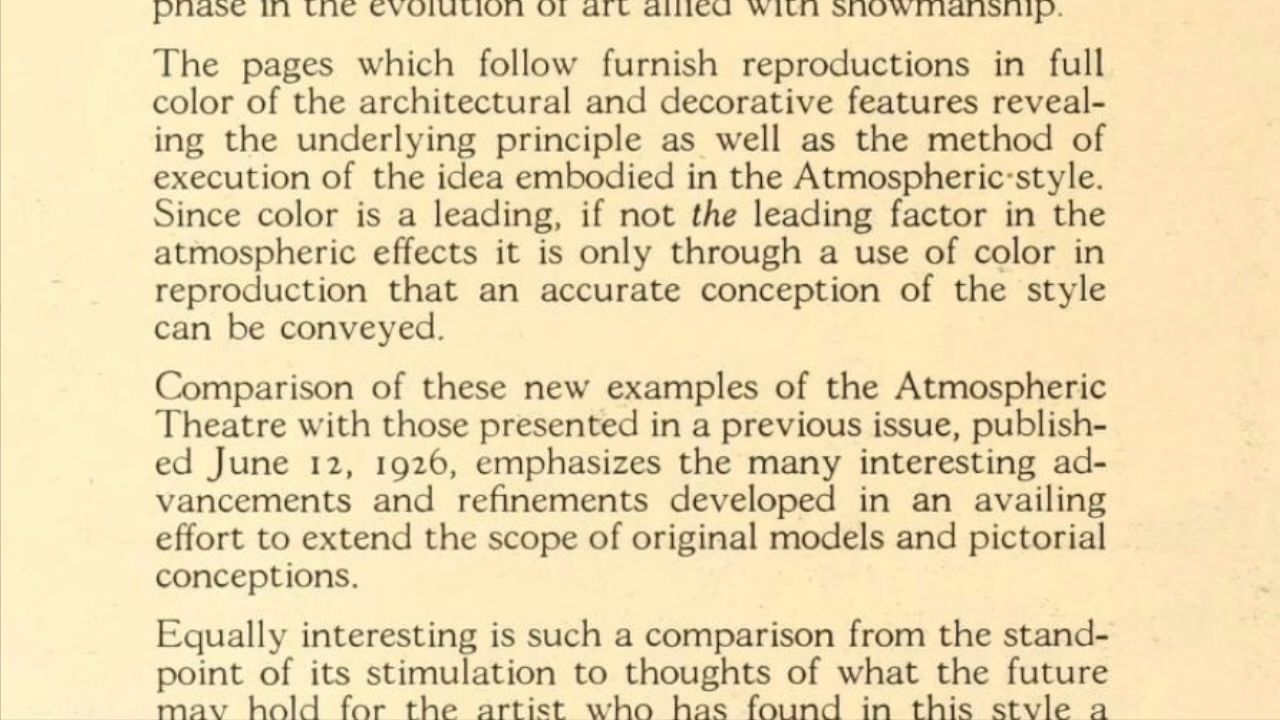 phase in the evolution of art allied with showmanship.
The pages which follow furnish reproductions in full
color of the architectural and decorative features reveal-
ing the underlying principle as well as the method of
execution of the idea embodied in the Atmospheric style.
Since color is a leading, if not the leading factor in the
atmospheric effects it is only through a use of color in
reproduction that an accurate conception of the style
can be conveyed.
Comparison of these new examples of the Atmospheric
Theatre with those presented in a previous issue, publish-
ed June 12, 1926, emphasizes the many interesting ad-
vancements and refinements developed in an availing
effort to extend the scope of original models and pictorial
conceptions.
Equally interesting is such a comparison from the stand-
point of its stimulation to thoughts of what the future
may hold for the artist who has found in this style a